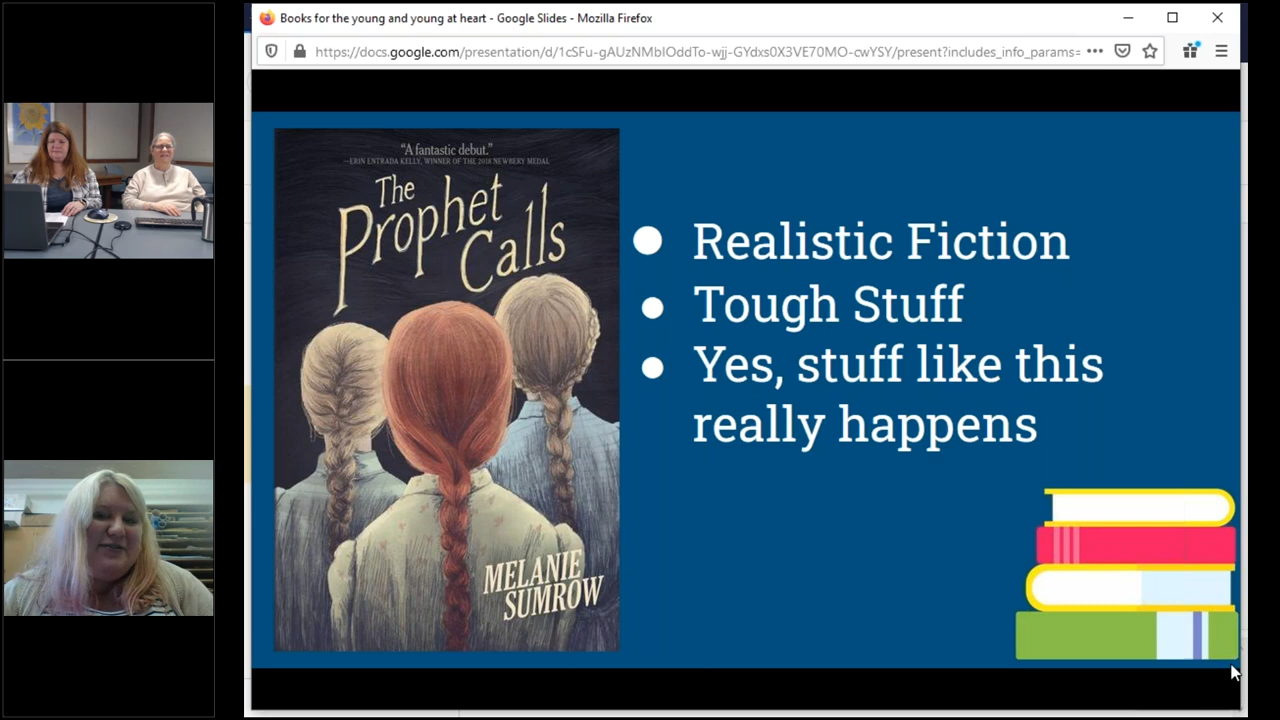 Books for the young and young at heart - Google Slides - Mozilla Firefox
https://docs.google.com/presentation/d/1cSFu-gAUzNMbIOddTo-wjj-GYdxs0X3VE70MO-cwYSY/present?includes_info_params=
“A fantastic debut.”
—ERIN ENTRADA KELLY, WINNER OF THE 2018 NEWBERY MEDAL
The
Prophet
Calls
MELANIE
SUMROW
● Realistic Fiction
● Tough Stuff
● Yes, stuff like this
really happens